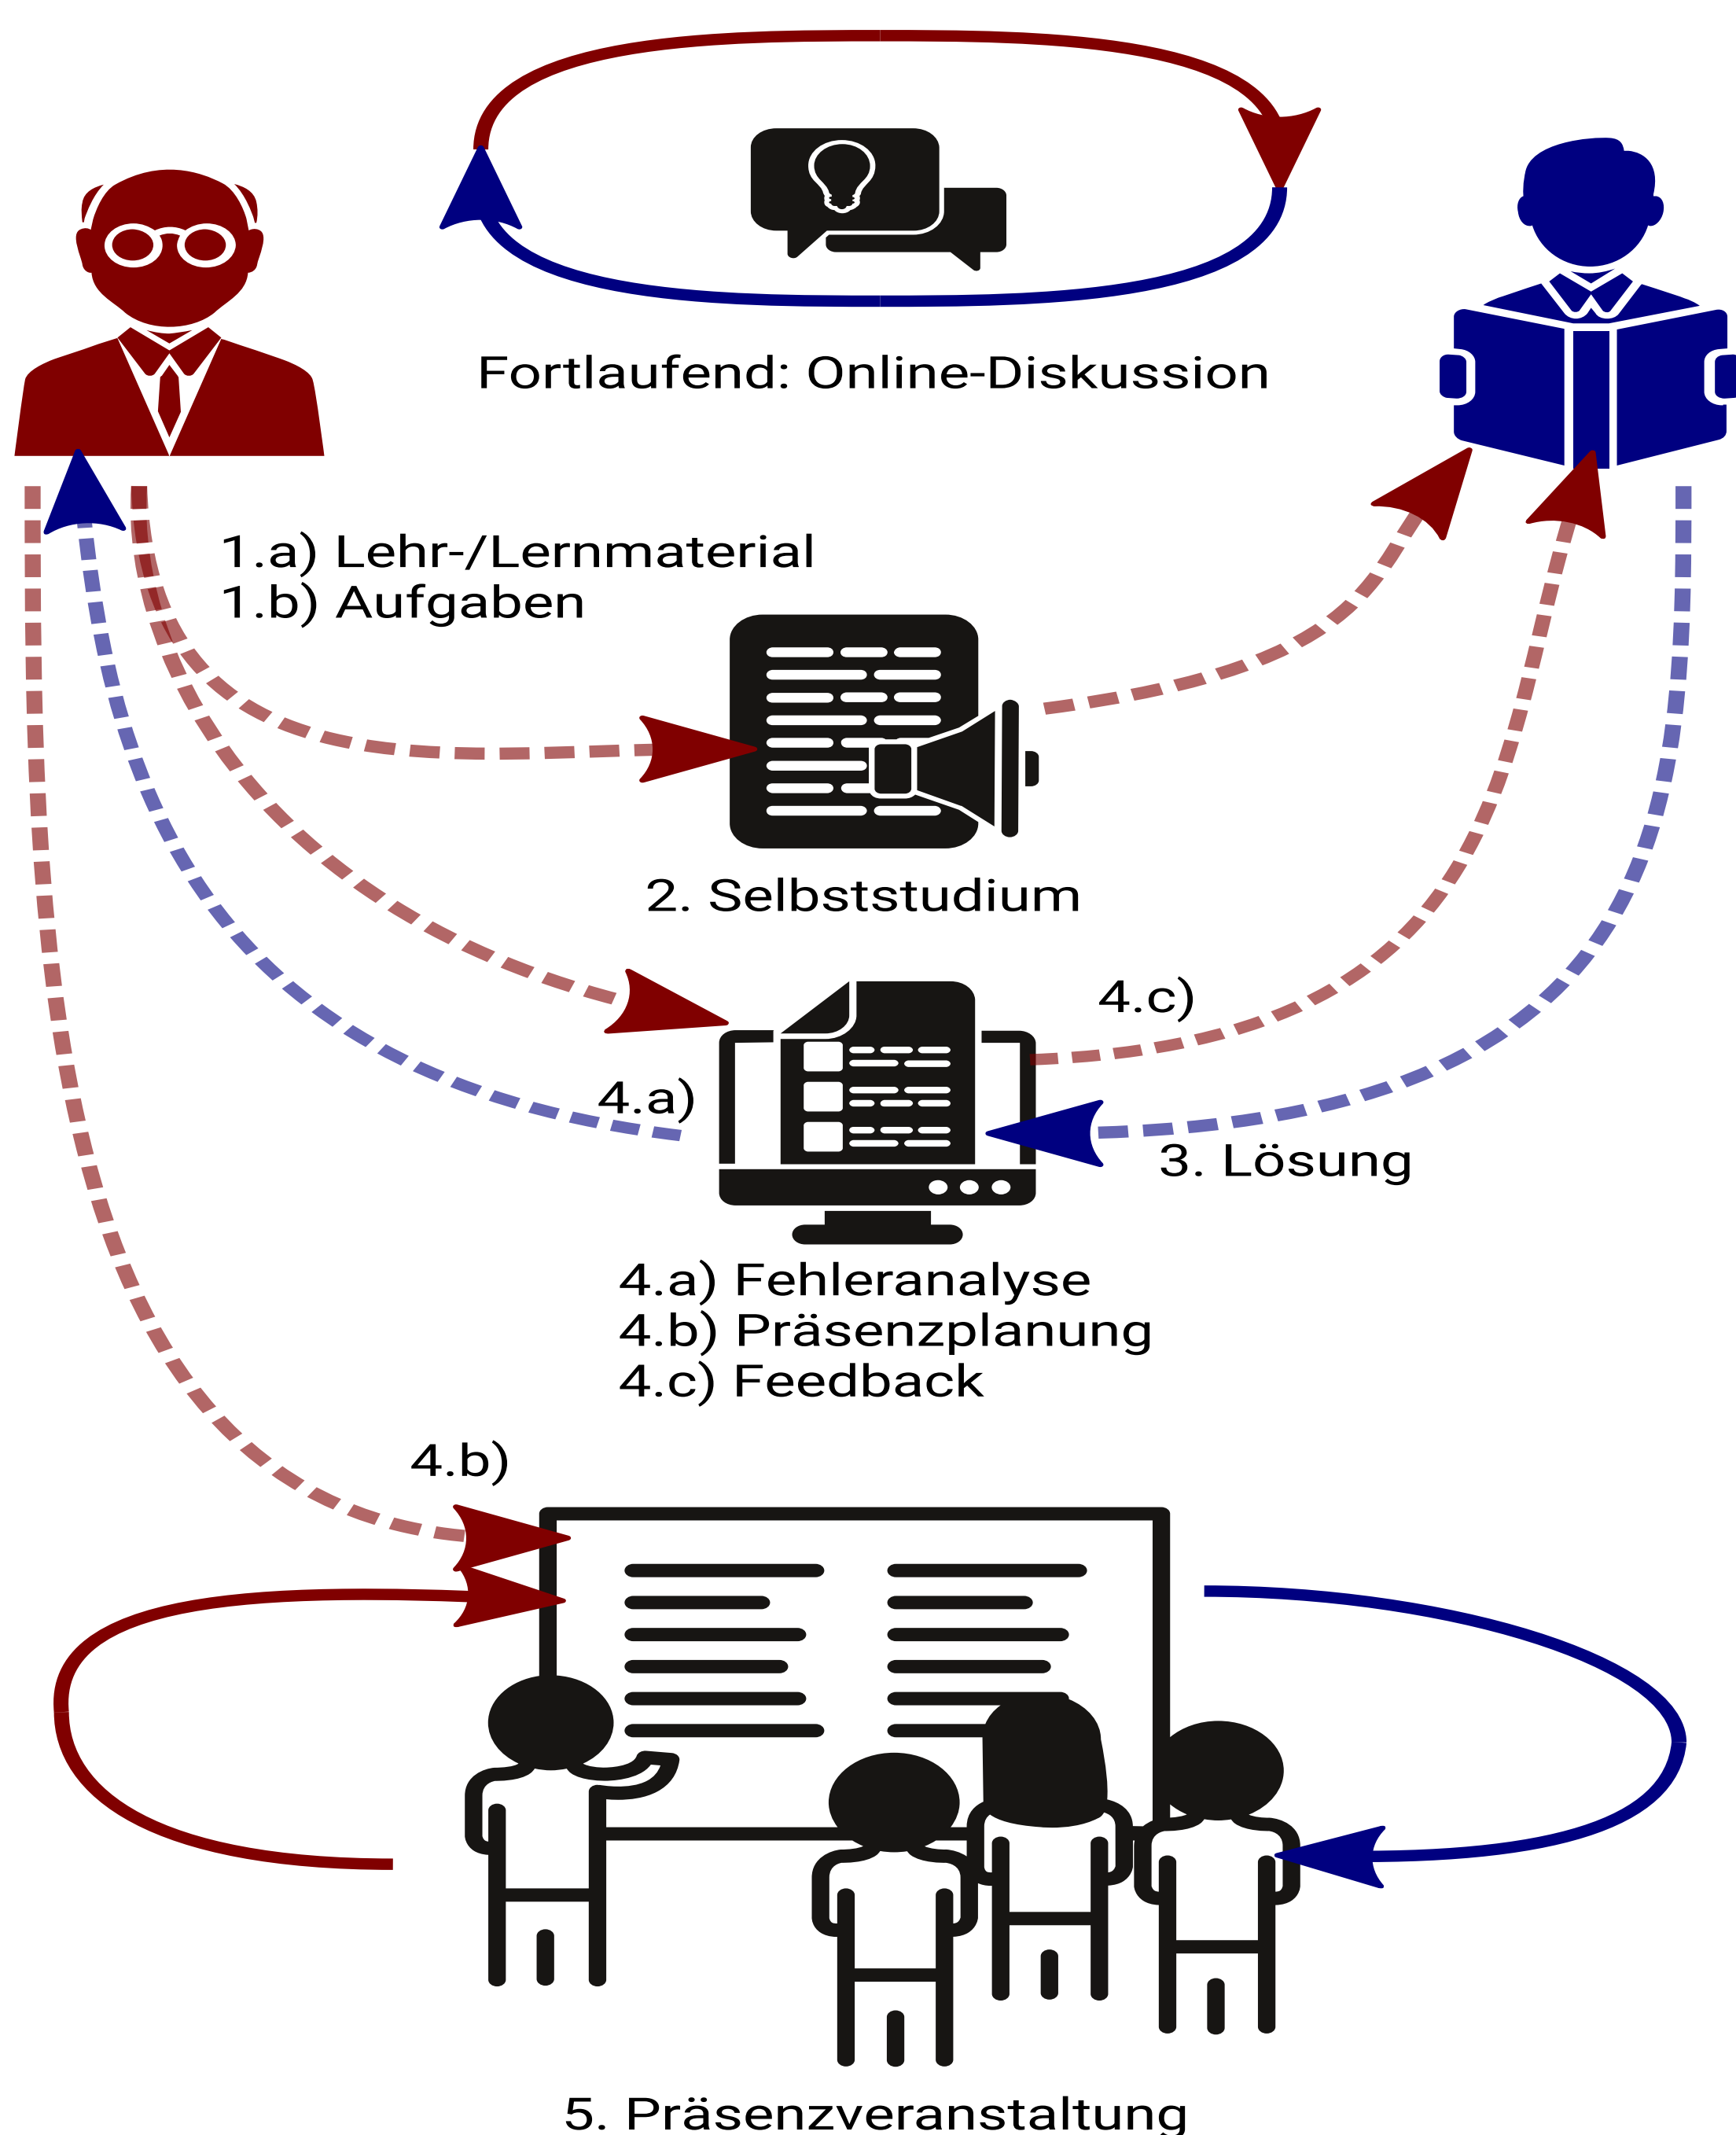 Fortlaufend: Online-Diskussion
1.a) Lehr-/Lernmaterial
1.b) Aufgaben
2. Selbststudium
4.c)
4.a)
3. Lösung
4.a) Fehleranalyse
4.b) Präsenzplanung
4.c) Feedback
4.b)
5. Präsenzveranstaltung